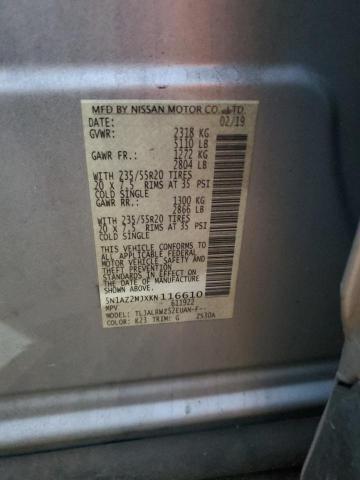 MFD BY NISSAN MOTOR CO.,LTD.
DATE: 02/19
GVWR: 2318 KG
5110 LB
GAWR FR.: 1272 KG
2804 LB
WITH 235/55R20 TIRES
20 X 7.5 RIMS AT 35 PSI
COLD SINGLE
GAWR RR.: 1300 KG
2866 LB
WITH 235/55R20 TIRES
20 X 7.5 RIMS AT 35 PSI
COLD SINGLE
THIS VEHICLE CONFORMS TO ALL
APPLICABLE FEDERAL
MOTOR VEHICLE SAFETY AND
THEFT PREVENTION
STANDARDS IN EFFECT ON
THE DATE OF MANUFACTURE
SHOWN ABOVE.
5N1AZ2MJXKN116610
MPV 611922
MODEL:
COLOR: K23 TRIM: G 2530A